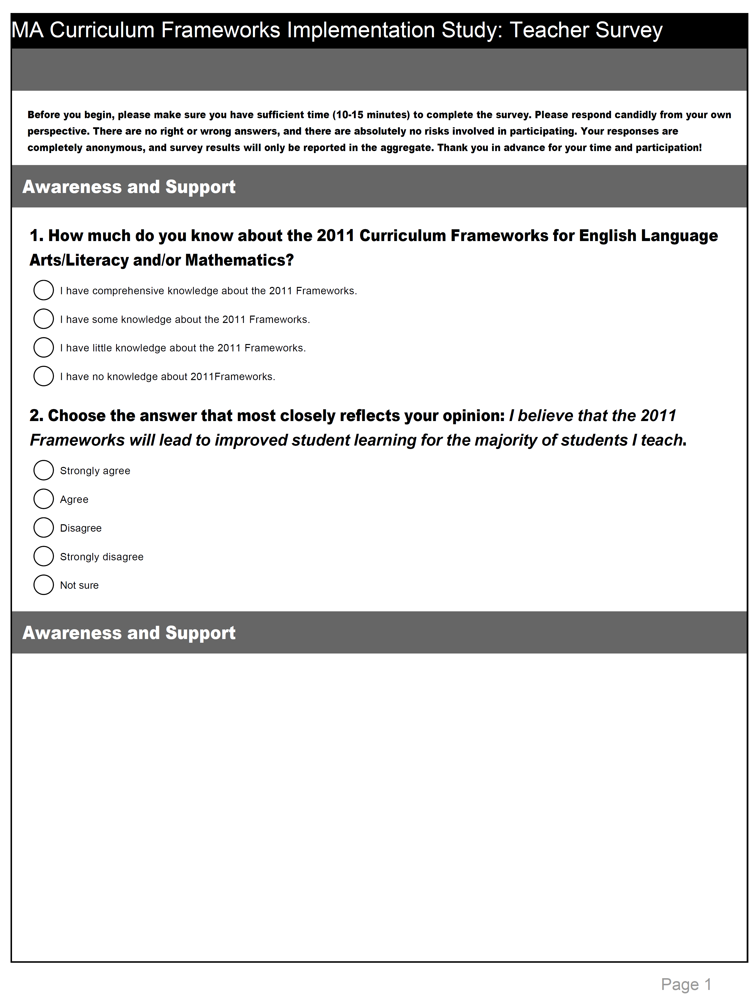 MA Curriculum Frameworks Implementation Study: Teacher Survey
Before you begin, please make sure you have sufficient time (10-15 minutes) to complete the survey. Please respond candidly from your own
perspective. There are no right or wrong answers, and there are absolutely no risks involved in participating. Your responses are
completely anonymous, and survey results will only be reported in the aggregate. Thank you in advance for your time and participation!
Awareness and Support
1. How much do you know about the 2011 Curriculum Frameworks for English Language
Arts/Literacy and/or Mathematics?
I have comprehensive knowledge about the 2011 Frameworks.
I have some knowledge about the 2011 Frameworks.
I have little knowledge about the 2011 Frameworks.
I have no knowledge about 2011Frameworks.
2. Choose the answer that most closely reflects your opinion: I believe that the 2011
Frameworks will lead to improved student learning for the majority of students I teach.
Strongly agree
Agree
Disagree
Strongly disagree
Not sure
Awareness and Support
Page 1